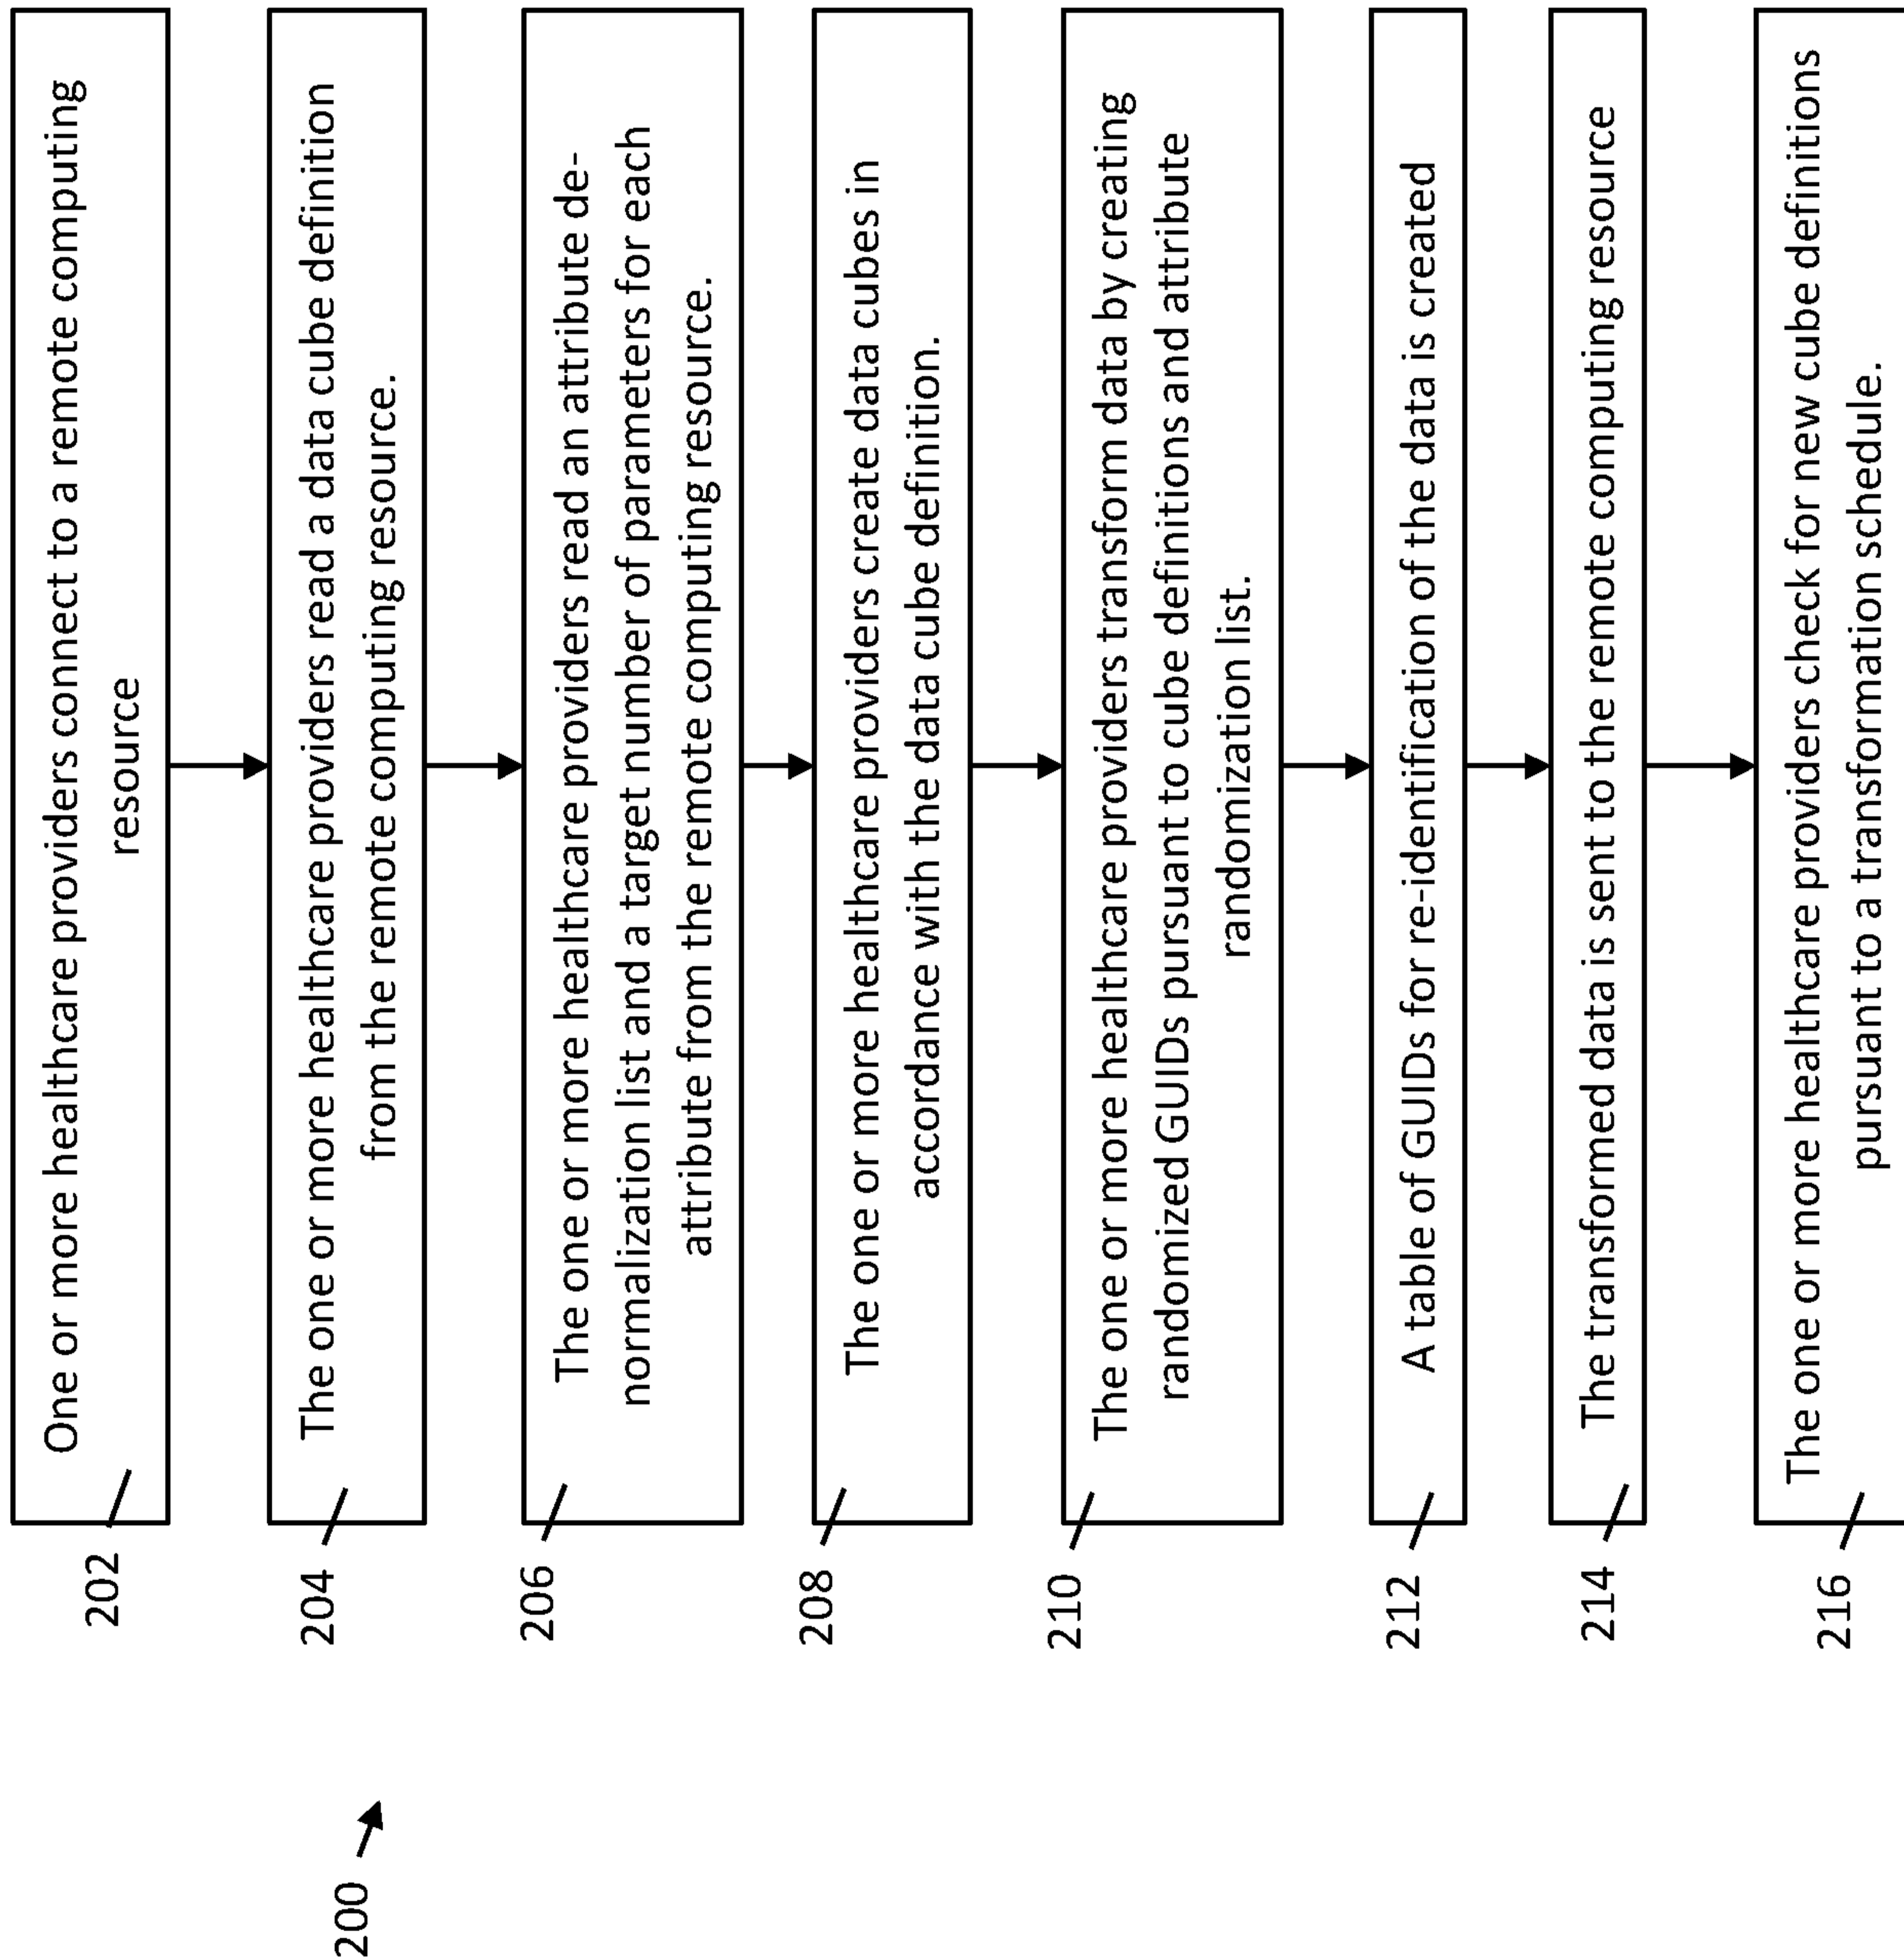 200
202
One or more healthcare providers connect to a remote computing
resource
204
The one or more healthcare providers read a data cube definition
from the remote computing resource.
206
The one or more healthcare providers read an attribute de-
normalization list and a target number of parameters for each
attribute from the remote computing resource.
208
The one or more healthcare providers create data cubes in
accordance with the data cube definition.
210
The one or more healthcare providers transform data by creating
randomized GUIDs pursuant to cube definitions and attribute
randomization list.
212
A table of GUIDs for re-identification of the data is created
214
The transformed data is sent to the remote computing resource
216
The one or more healthcare providers check for new cube definitions
pursuant to a transformation schedule.